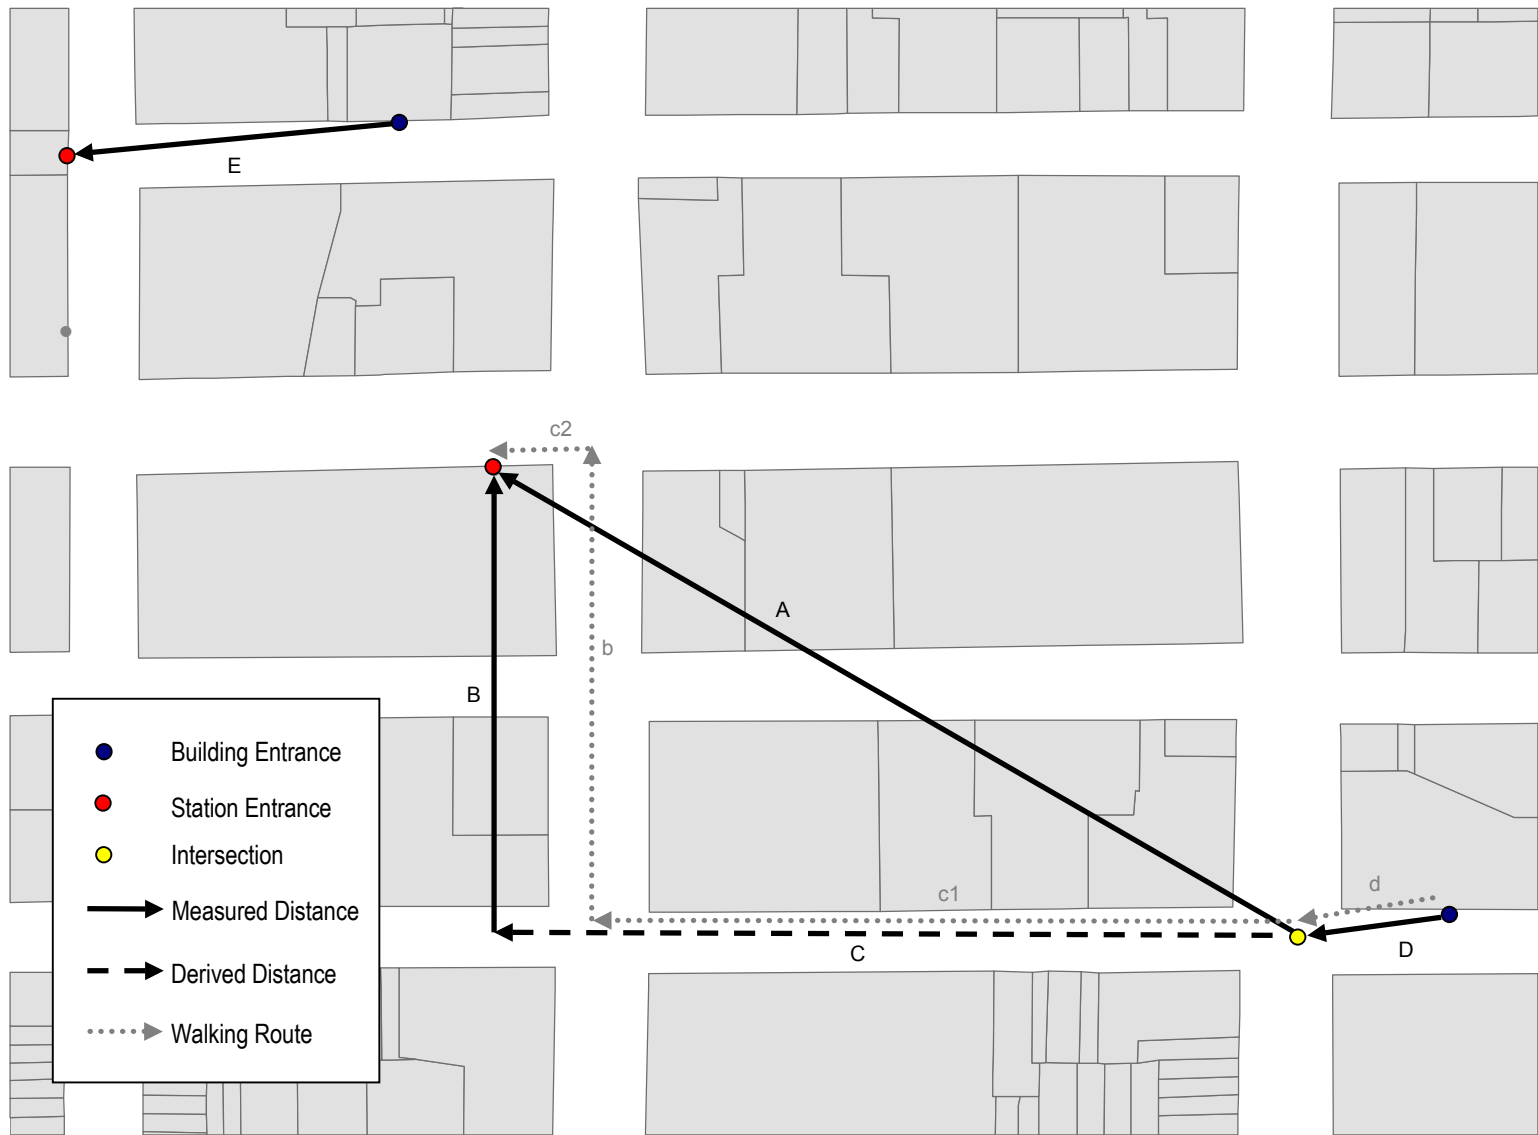 E
c2
A
b
B
Building Entrance
Station Entrance
Intersection
Measured Distance
Derived Distance
Walking Route
c1
d
C
D